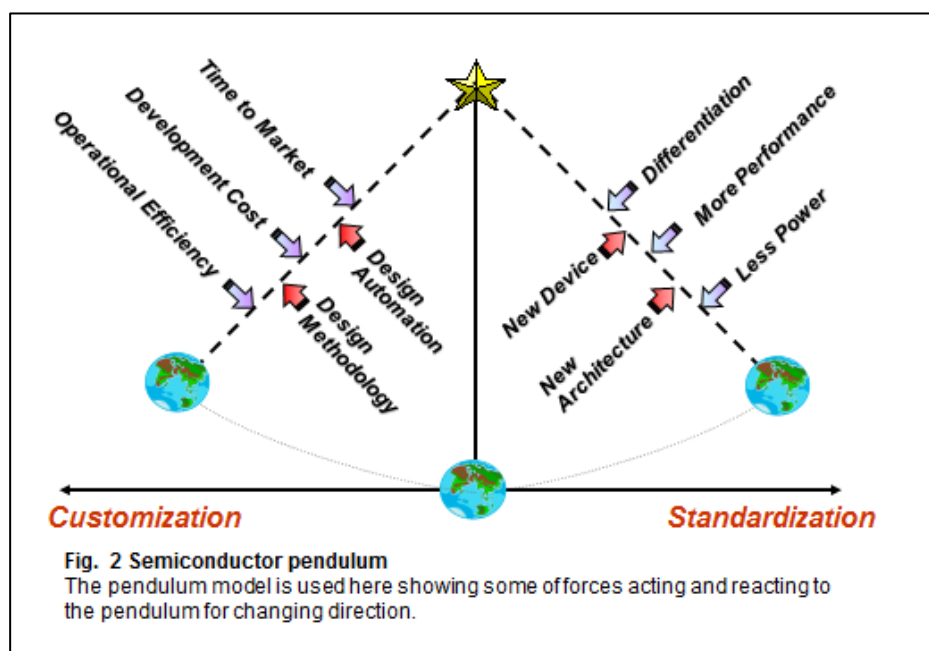 Time to Market
Development Cost
Operational Efficiency
Design
Automation
Design
Methodology
Differentiation
More Performance
Less Power
New Device
New
Architecture
Customization
Standardization
Fig. 2 Semiconductor pendulum
The pendulum model is used here showing some of forces acting and reacting to
the pendulum for changing direction.